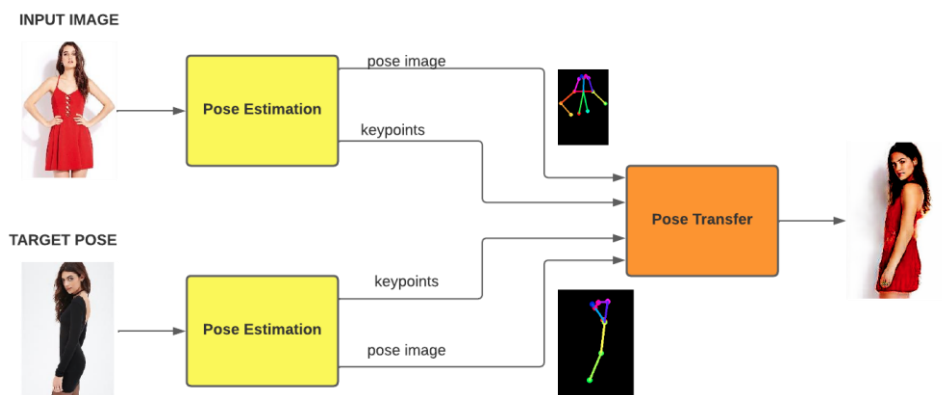 INPUT IMAGE
pose image
Pose Estimation
keypoints
Pose Transfer
TARGET POSE
keypoints
Pose Estimation
pose image